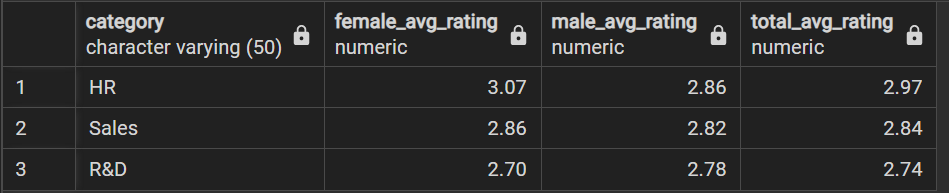 category female_avg_rating male_avg_rating total_avg_rating
character varying (50) numeric numeric numeric
1 HR 3.07 2.86 2.97
2 Sales 2.86 2.82 2.84
3 R&D 2.70 2.78 2.74